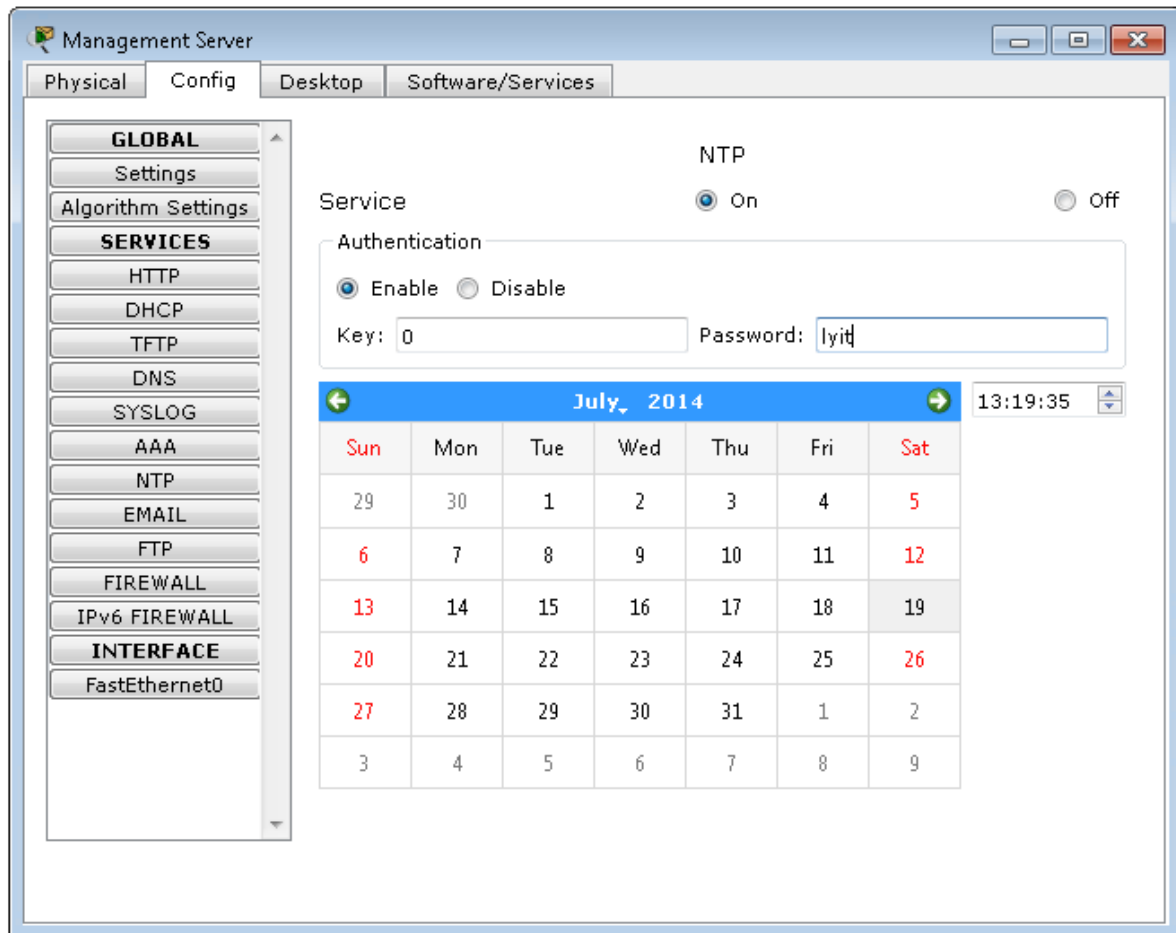 Management Server
Physical Config Desktop Software/Services
GLOBAL
Settings
Algorithm Settings
SERVICES
HTTP
DHCP
TFTP
DNS
SYSLOG
AAA
NTP
EMAIL
FTP
FIREWALL
IPv6 FIREWALL
INTERFACE
FastEthernet0
NTP
Service On Off
Authentication
Enable Disable
Key: 0 Password: lyit
July 2014 13:19:35
Sun Mon Tue Wed Thu Fri Sat
29 30 1 2 3 4 5
6 7 8 9 10 11 12
13 14 15 16 17 18 19
20 21 22 23 24 25 26
27 28 29 30 31 1 2
3 4 5 6 7 8 9